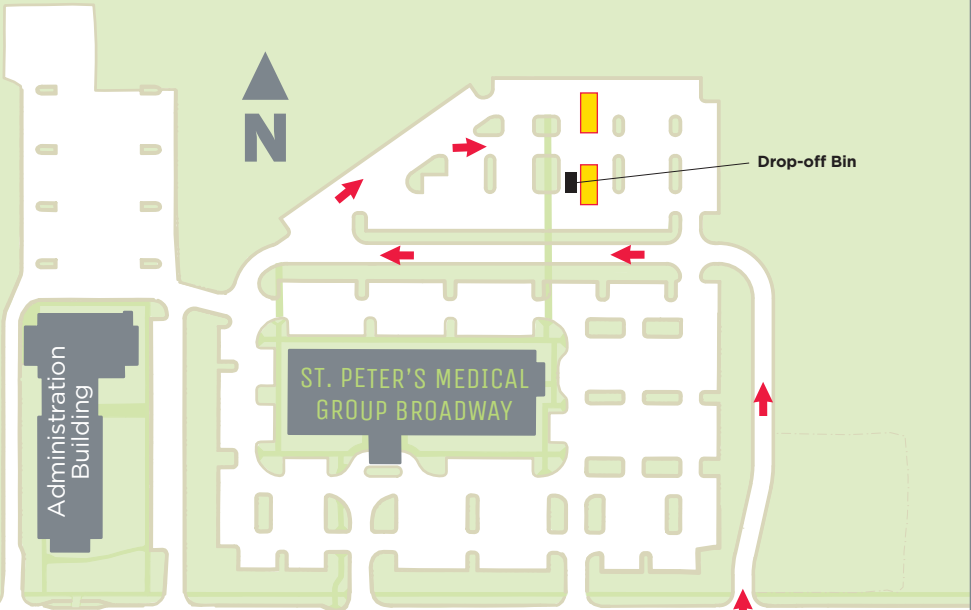 N
Drop-off Bin
ST. PETER'S MEDICAL
GROUP BROADWAY
Administration
Building